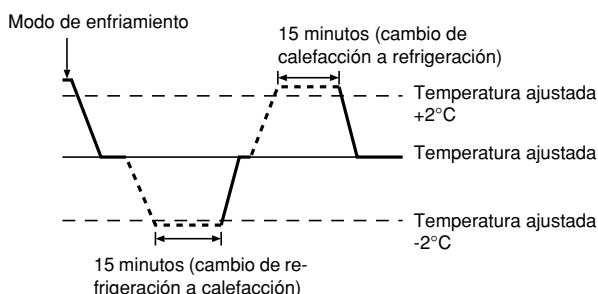 Modo de enfriamiento
15 minutos (cambio de
calefacción a refrigeración)
Temperatura ajustada
+2°C
Temperatura ajustada
Temperatura ajustada
-2°C
15 minutos (cambio de re-
frigeración a calefacción)